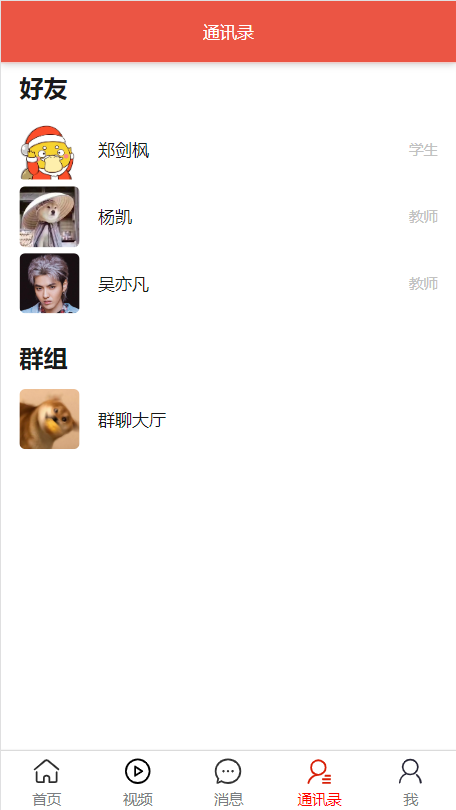 通讯录
好友
郑剑枫 学生
杨凯 教师
吴亦凡 教师
群组
群聊大厅
首页 视频 消息 通讯录 我